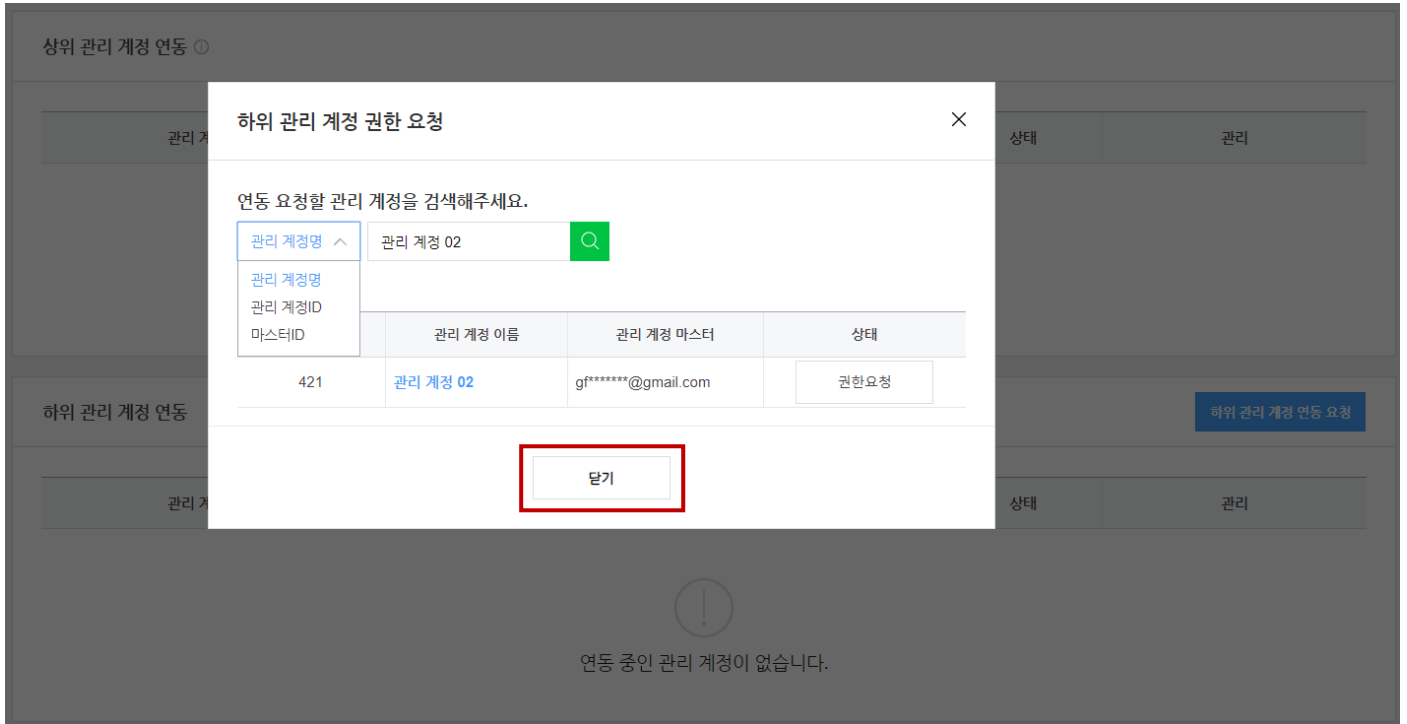 상위 관리 계정 연동
하위 관리 계정 권한 요청
관리 계
상태
관리
연동 요청할 관리 계정을 검색해주세요.
관리 계정명
관리 계정 02
관리 계정명
관리 계정ID
마스터ID
관리 계정 이름
관리 계정 마스터
상태
421
관리 계정 02
gf*******@gmail.com
권한요청
하위 관리 계정 연동
하위 관리 계정 연동 요청
닫기
관리 계
상태
관리
연동 중인 관리 계정이 없습니다.